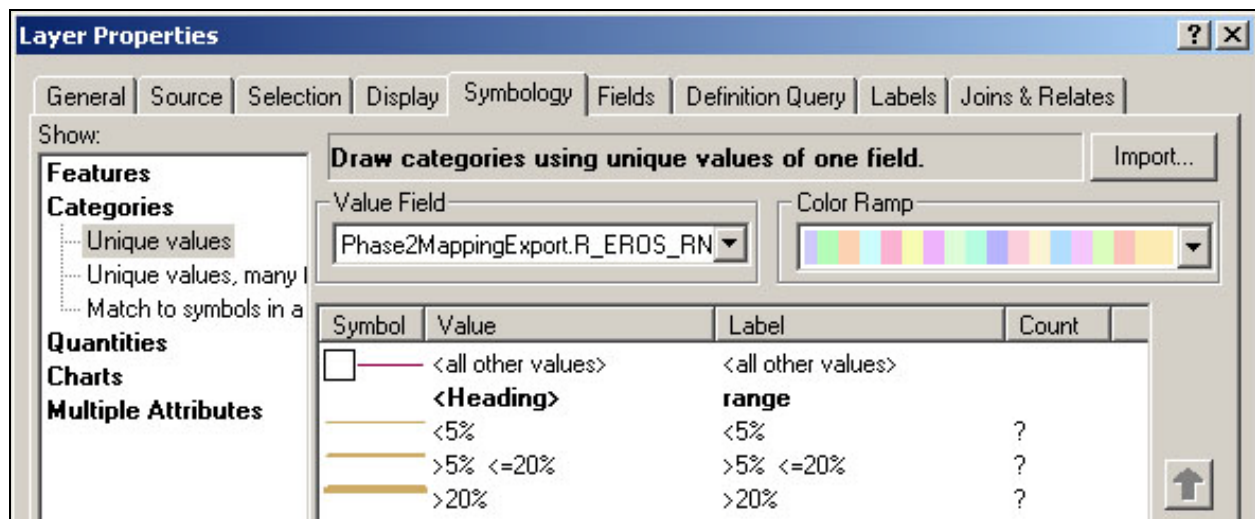 Layer Properties
General Source Selection Display Symbology Fields Definition Query Labels Joins & Relates
Show:
Features
Categories
Unique values
Unique values, many
Match to symbols in a
Quantities
Charts
Multiple Attributes
Draw categories using unique values of one field.
Import...
Value Field
Phase2MappingExport.R_EROS_RN
Color Ramp
Symbol Value Label Count
<all other values> <all other values>
<Heading> range
<5% <5% ?
>5% <=20% >5% <=20% ?
>20% >20% ?